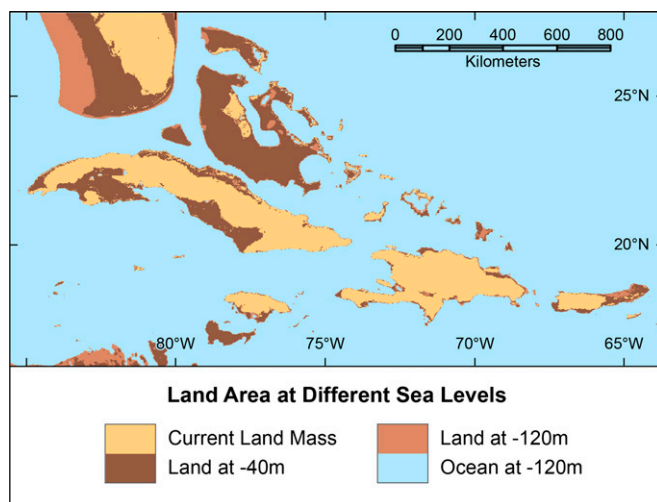 0 200 400 600 800
Kilometers
25°N
20°N
80°W 75°W 70°W 65°W
Land Area at Different Sea Levels
Current Land Mass Land at -120m
Land at -40m Ocean at -120m